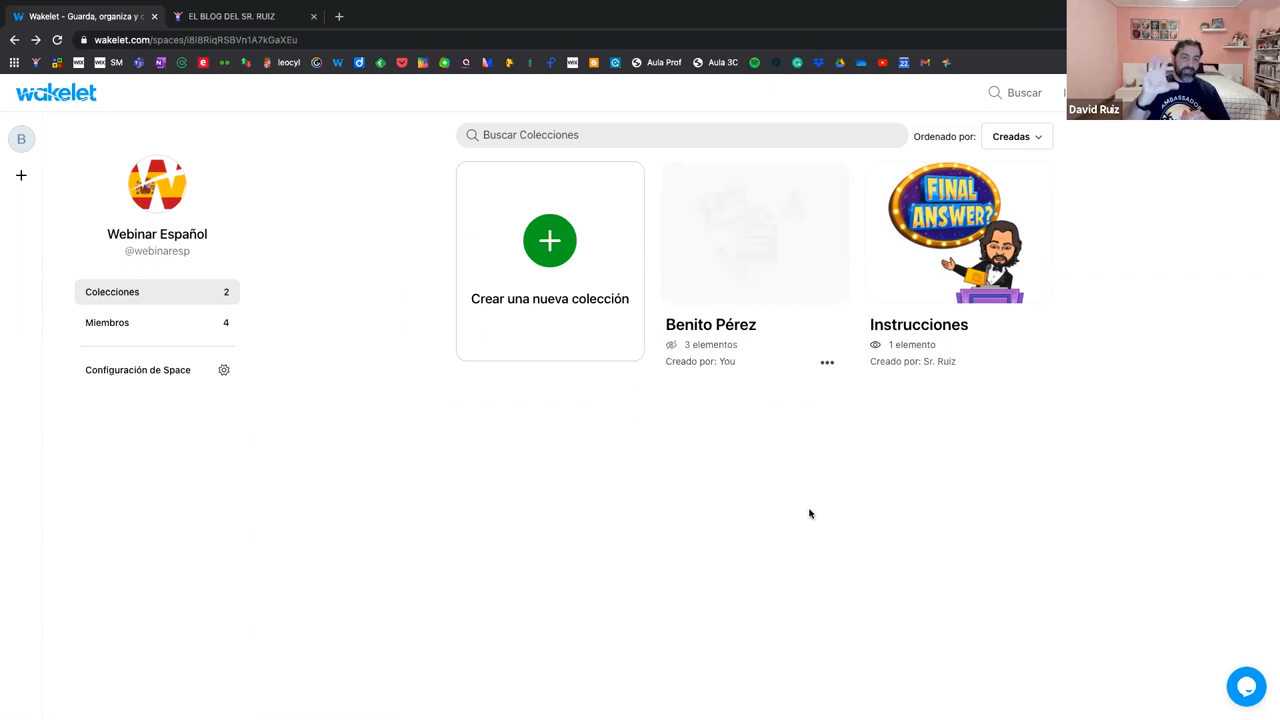 Wakelet - Guarda, organiza y c
EL BLOG DEL SR. RUIZ
wakelet.com/spaces/i8I8RiqRSBVn1A7kGaXEu
SM
leocyl
Aula Prof
Aula 3C
wakelet
Buscar
AMBASSADOR
David Ruiz
B
Buscar Colecciones
Ordenado por:
Creadas
Webinar Español
@webinaresp
Colecciones 2
Miembros 4
Configuración de Space
Crear una nueva colección
Benito Pérez
3 elementos
Creado por: You
FINAL
ANSWER?
Instrucciones
1 elemento
Creado por: Sr. Ruiz